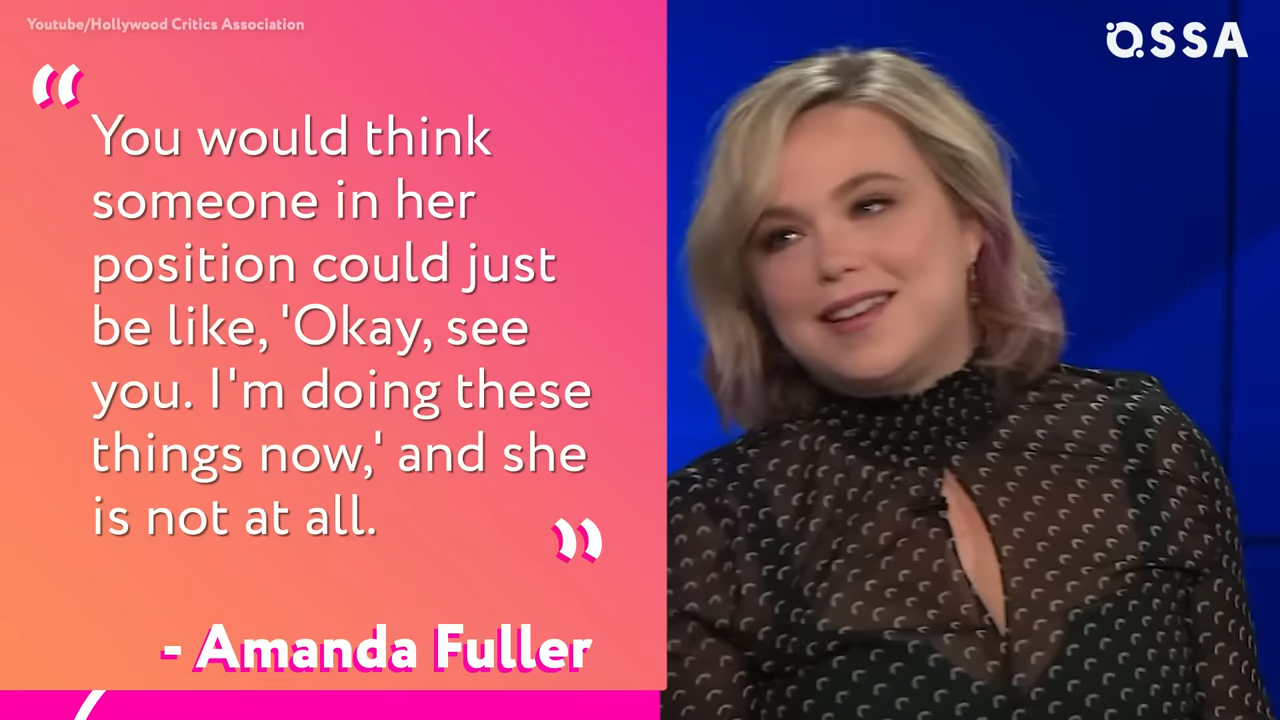 Youtube/Hollywood Critics Association
OSSA
“
You would think
someone in her
position could just
be like, 'Okay, see
you. I'm doing these
things now,' and she
is not at all.
”
- Amanda Fuller